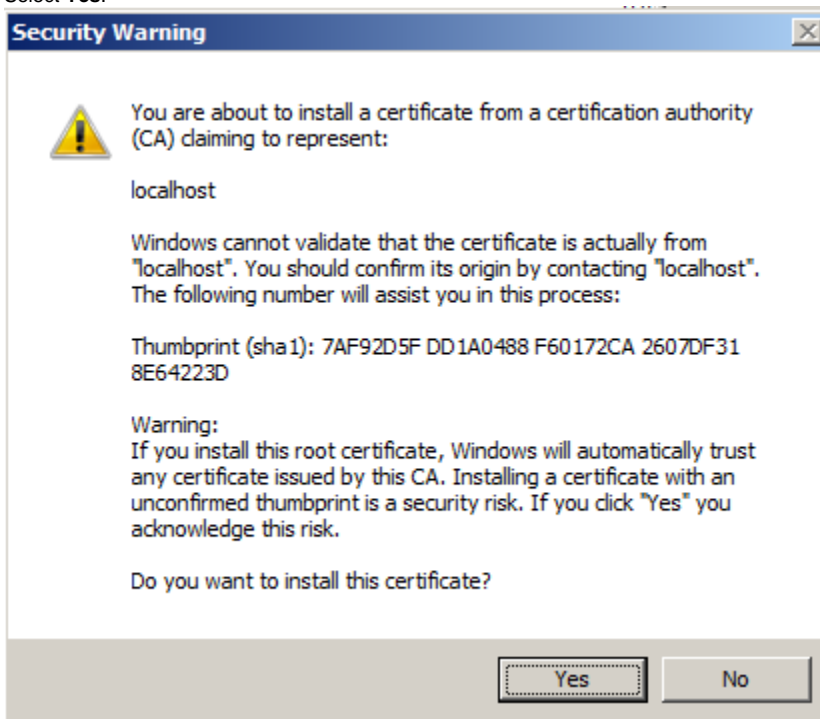 Select Yes.
Security Warning
You are about to install a certificate from a certification authority
(CA) claiming to represent:
localhost
Windows cannot validate that the certificate is actually from
"localhost". You should confirm its origin by contacting "localhost".
The following number will assist you in this process:
Thumbprint (sha1): 7AF92D5F DD1A0488 F60172CA 2607DF31
8E64223D
Warning:
If you install this root certificate, Windows will automatically trust
any certificate issued by this CA. Installing a certificate with an
unconfirmed thumbprint is a security risk. If you click "Yes" you
acknowledge this risk.
Do you want to install this certificate?
Yes
No